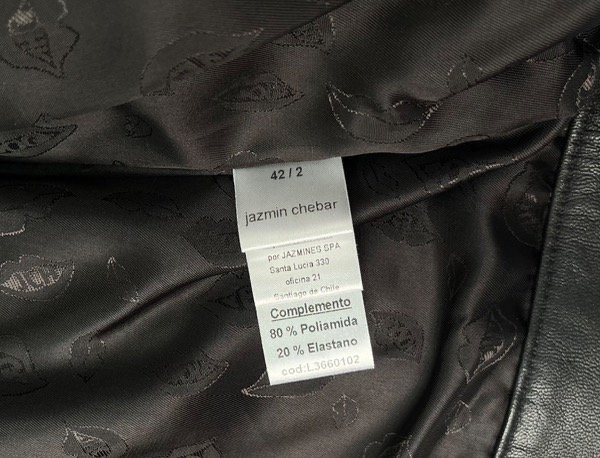 42 / 2
jazmin chebar
por JAZMINES SPA
Santa Lucia 330
oficina 21
Santiago de Chile
Complemento
80 % Poliamida
20 % Elastano
cod:L3660102